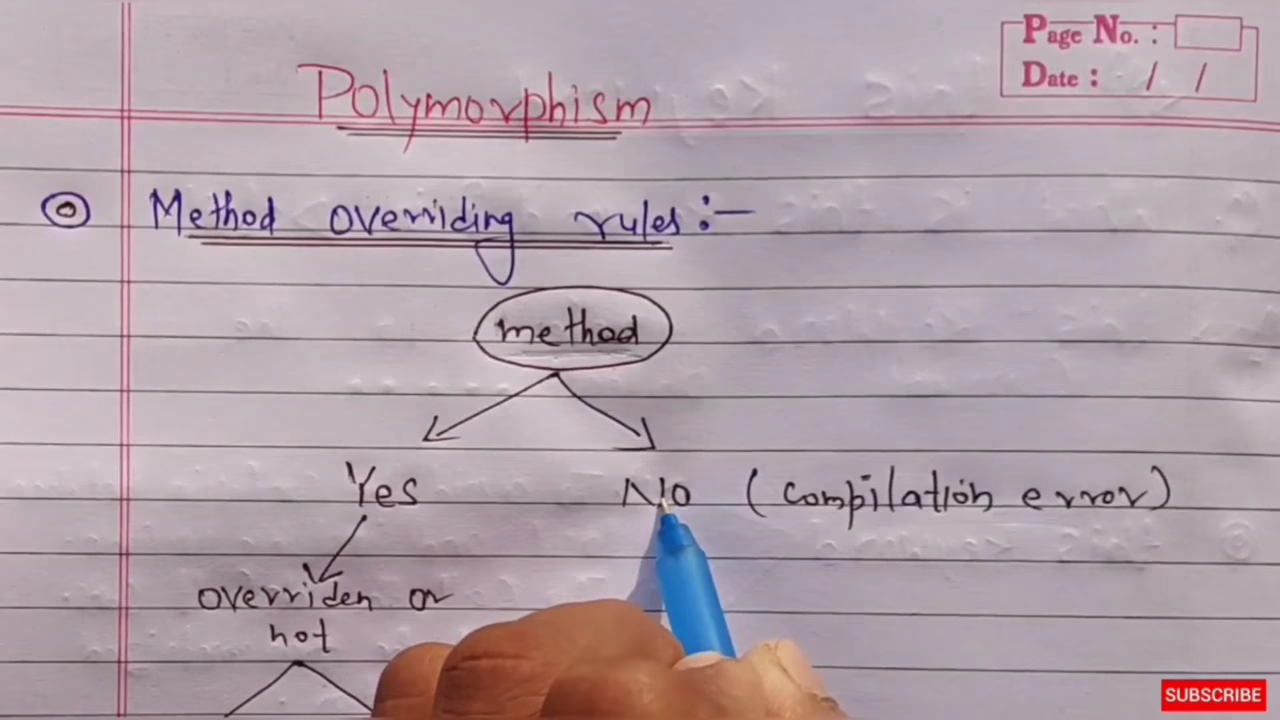 Page No. :
Date : / /
Polymorphism
Method overriding rules:-
method
Yes No (compilation error)
overriden or
not
SUBSCRIBE